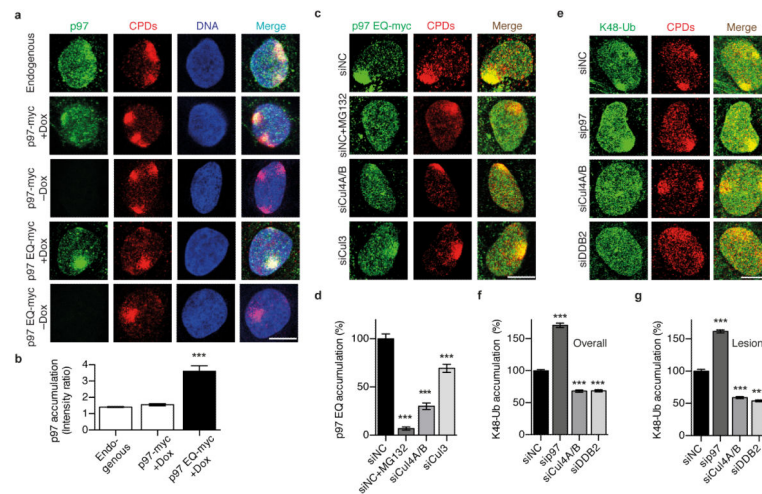 a
p97 CPDs DNA Merge
Endogenous
p97-myc +Dox
p97-myc –Dox
p97 EQ-myc +Dox
p97 EQ-myc –Dox
b
p97 accumulation
(Intensity ratio)
5
4
3
2
1
0
***
Endo-
genous
p97-myc
+Dox
p97 EQ-myc
+Dox
c
p97 EQ-myc CPDs Merge
siNC
siNC+MG132
siCul4A/B
siCul3
d
p97 EQ accumulation (%)
100
50
0
***
***
***
siNC
siNC+MG132
siCul4A/B
siCul3
e
K48-Ub CPDs Merge
siNC
sip97
siCul4A/B
siDDB2
f
K48-Ub accumulation (%)
Overall
200
150
100
50
0
***
*** ***
siNC
sip97
siCul4A/B
siDDB2
g
K48-Ub accumulation (%)
Lesion
200
150
100
50
0
***
***
***
siNC
sip97
siCul4A/B
siDDB2